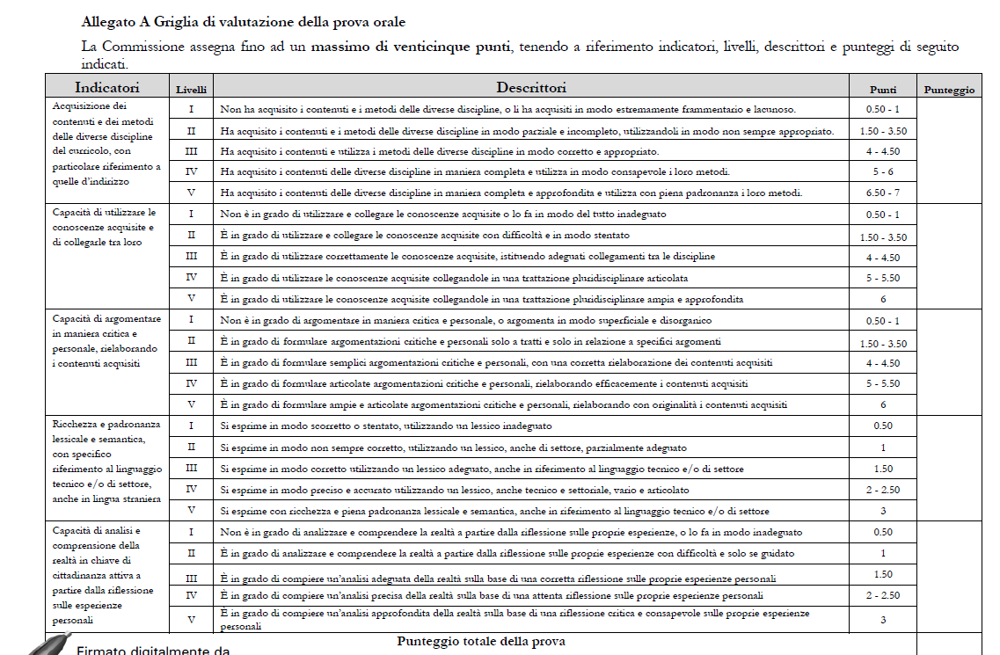 Allegato A Griglia di valutazione della prova orale
La Commissione assegna fino ad un massimo di venticinque punti, tenendo a riferimento indicatori, livelli, descrittori e punteggi di seguito
indicati.
Indicatori Livelli Descrittori Punti Punteggio
Acquisizione dei
contenuti e dei metodi
delle diverse discipline
del curricolo, con
particolare riferimento a
quelle d’indirizzo
I Non ha acquisito i contenuti e i metodi delle diverse discipline, o li ha acquisiti in modo estremamente frammentario e lacunoso. 0.50 - 1
II Ha acquisito i contenuti e i metodi delle diverse discipline in modo parziale e incompleto, utilizzandoli in modo non sempre appropriato. 1.50 - 3.50
III Ha acquisito i contenuti e utilizza i metodi delle diverse discipline in modo corretto e appropriato. 4 - 4.50
IV Ha acquisito i contenuti delle diverse discipline in maniera completa e utilizza in modo consapevole i loro metodi. 5 - 6
V Ha acquisito i contenuti delle diverse discipline in maniera completa e approfondita e utilizza con piena padronanza i loro metodi. 6.50 - 7
Capacità di utilizzare le
conoscenze acquisite e
di collegarle tra loro
I Non è in grado di utilizzare e collegare le conoscenze acquisite o lo fa in modo del tutto inadeguato 0.50 - 1
II È in grado di utilizzare e collegare le conoscenze acquisite con difficoltà e in modo stentato 1.50 - 3.50
III È in grado di utilizzare correttamente le conoscenze acquisite, istituendo adeguati collegamenti tra le discipline 4 - 4.50
IV È in grado di utilizzare le conoscenze acquisite collegandole in una trattazione pluridisciplinare articolata 5 - 5.50
V È in grado di utilizzare le conoscenze acquisite collegandole in una trattazione pluridisciplinare ampia e approfondita 6
Capacità di argomentare
in maniera critica e
personale, rielaborando
i contenuti acquisiti
I Non è in grado di argomentare in maniera critica e personale, o argomenta in modo superficiale e disorganico 0.50 - 1
II È in grado di formulare argomentazioni critiche e personali solo a tratti e solo in relazione a specifici argomenti 1.50 - 3.50
III È in grado di formulare semplici argomentazioni critiche e personali, con una corretta rielaborazione dei contenuti acquisiti 4 - 4.50
IV È in grado di formulare articolate argomentazioni critiche e personali, rielaborando efficacemente i contenuti acquisiti 5 - 5.50
V È in grado di formulare ampie e articolate argomentazioni critiche e personali, rielaborando con originalità i contenuti acquisiti 6
Ricchezza e padronanza
lessicale e semantica,
con specifico
riferimento al linguaggio
tecnico e/o di settore,
anche in lingua straniera
I Si esprime in modo scorretto o stentato, utilizzando un lessico inadeguato 0.50
II Si esprime in modo non sempre corretto, utilizzando un lessico, anche di settore, parzialmente adeguato 1
III Si esprime in modo corretto utilizzando un lessico adeguato, anche in riferimento al linguaggio tecnico e/o di settore 1.50
IV Si esprime in modo preciso e accurato utilizzando un lessico, anche tecnico e settoriale, vario e articolato 2 - 2.50
V Si esprime con ricchezza e piena padronanza lessicale e semantica, anche in riferimento al linguaggio tecnico e/o di settore 3
Capacità di analisi e
comprensione della
realtà in chiave di
cittadinanza attiva a
partire dalla riflessione
sulle esperienze
personali
I Non è in grado di analizzare e comprendere la realtà a partire dalla riflessione sulle proprie esperienze, o lo fa in modo inadeguato 0.50
II È in grado di analizzare e comprendere la realtà a partire dalla riflessione sulle proprie esperienze con difficoltà e solo se guidato 1
III È in grado di compiere un’analisi adeguata della realtà sulla base di una corretta riflessione sulle proprie esperienze personali 1.50
IV È in grado di compiere un’analisi precisa della realtà sulla base di una attenta riflessione sulle proprie esperienze personali 2 - 2.50
V È in grado di compiere un’analisi approfondita della realtà sulla base di una riflessione critica e consapevole sulle proprie esperienze
personali 3
Punteggio totale della prova
Firmato digitalmente da